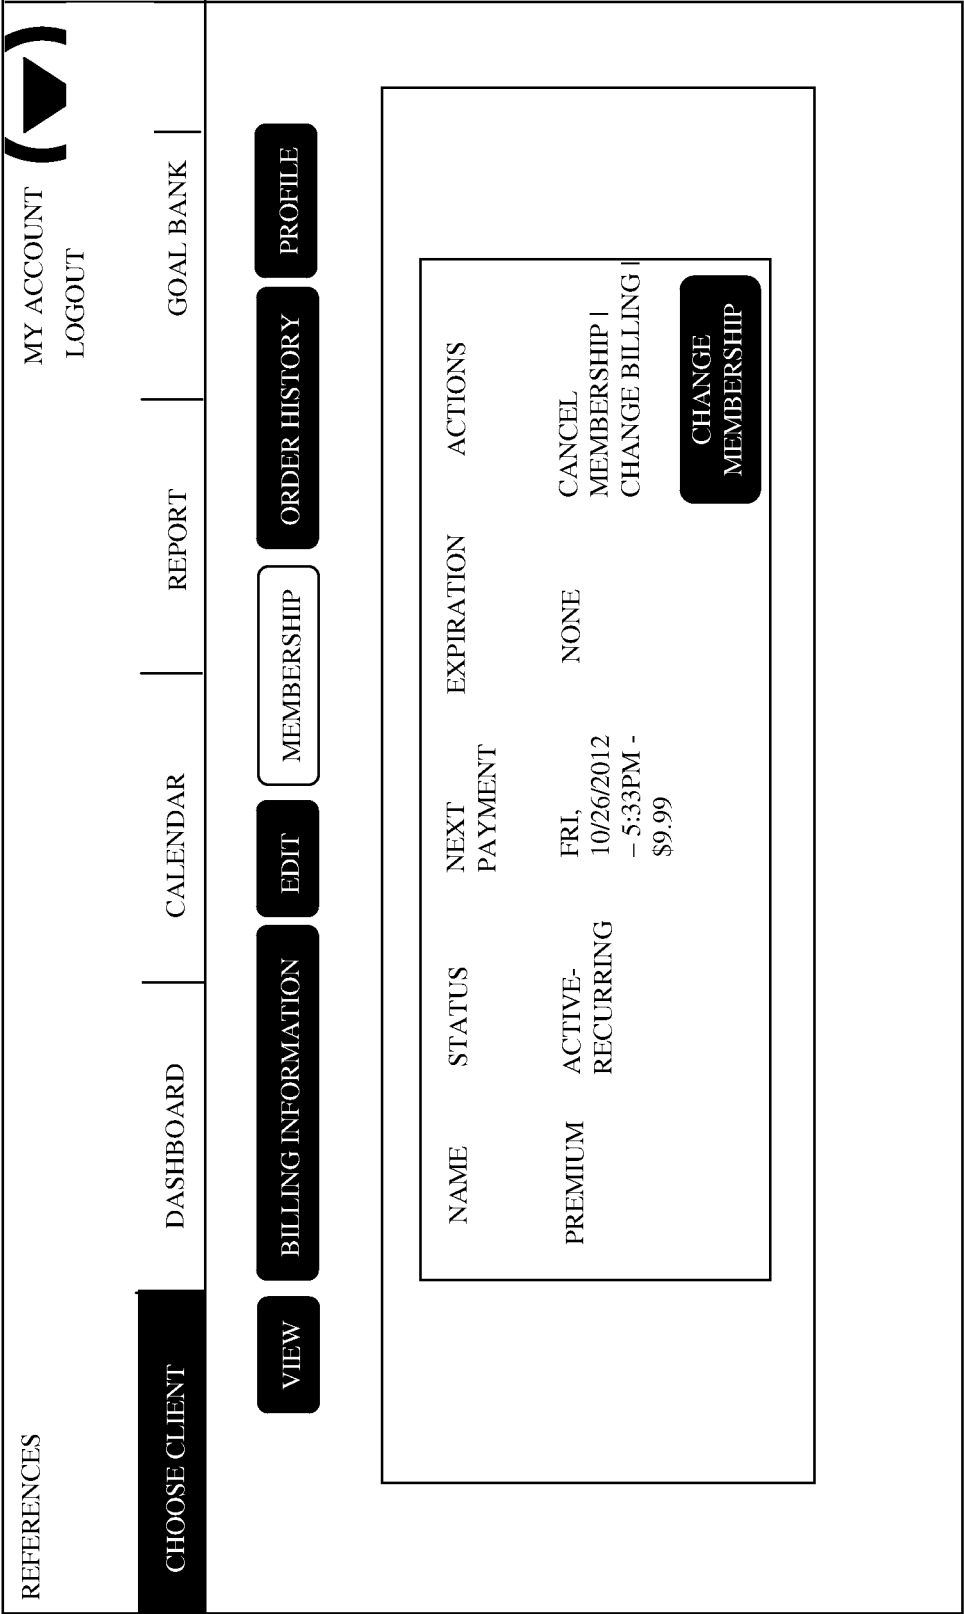 REFERENCES
MY ACCOUNT
LOGOUT
CHOOSE CLIENT
DASHBOARD
CALENDAR
REPORT
GOAL BANK
VIEW
BILLING INFORMATION
EDIT
MEMBERSHIP
ORDER HISTORY
PROFILE
NAME
STATUS
NEXT
PAYMENT
EXPIRATION
ACTIONS
PREMIUM
ACTIVE-
RECURRING
FRI,
10/26/2012
– 5:33PM -
$9.99
NONE
CANCEL
MEMBERSHIP |
CHANGE BILLING |
CHANGE
MEMBERSHIP